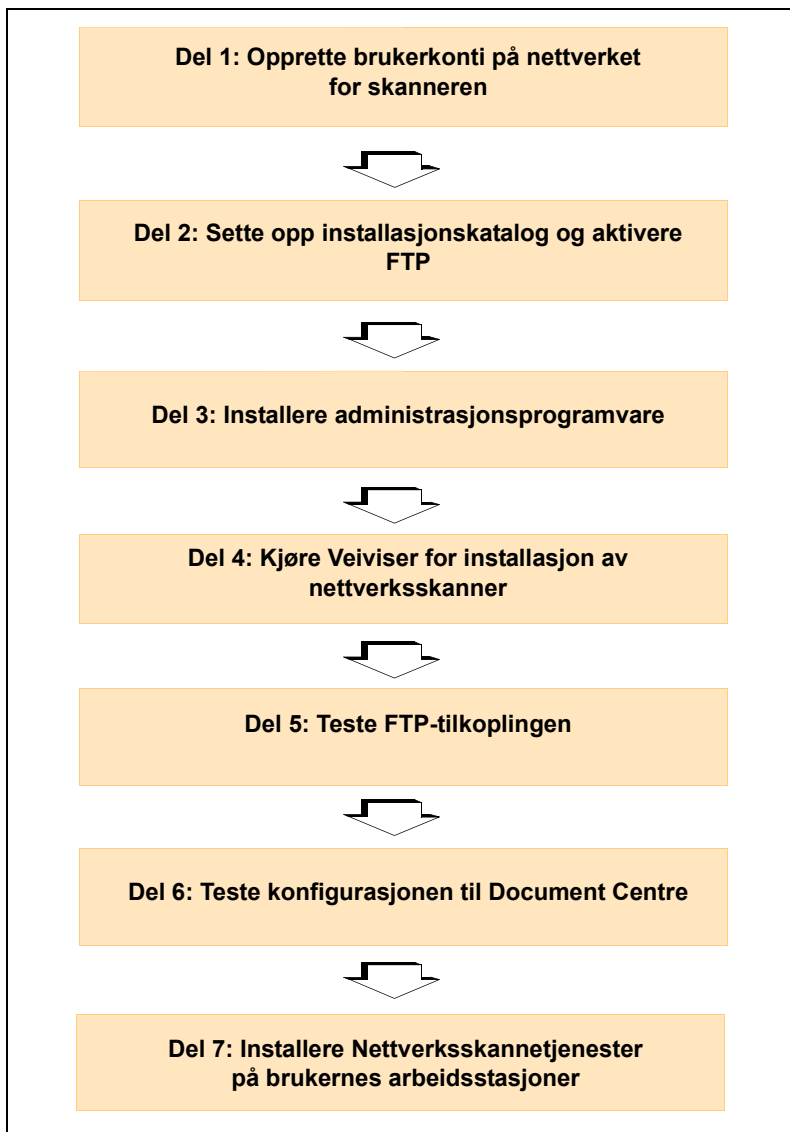 Del 1: Opprette brukerkonti på nettverket
for skanneren
Del 2: Sette opp installasjonskatalog og aktivere
FTP
Del 3: Installere administrasjonsprogramvare
Del 4: Kjøre Veiviser for installasjon av
nettverksskanner
Del 5: Teste FTP-tilkoplingen
Del 6: Teste konfigurasjonen til Document Centre
Del 7: Installere Nettverksskannetjenester
på brukernes arbeidsstasjoner